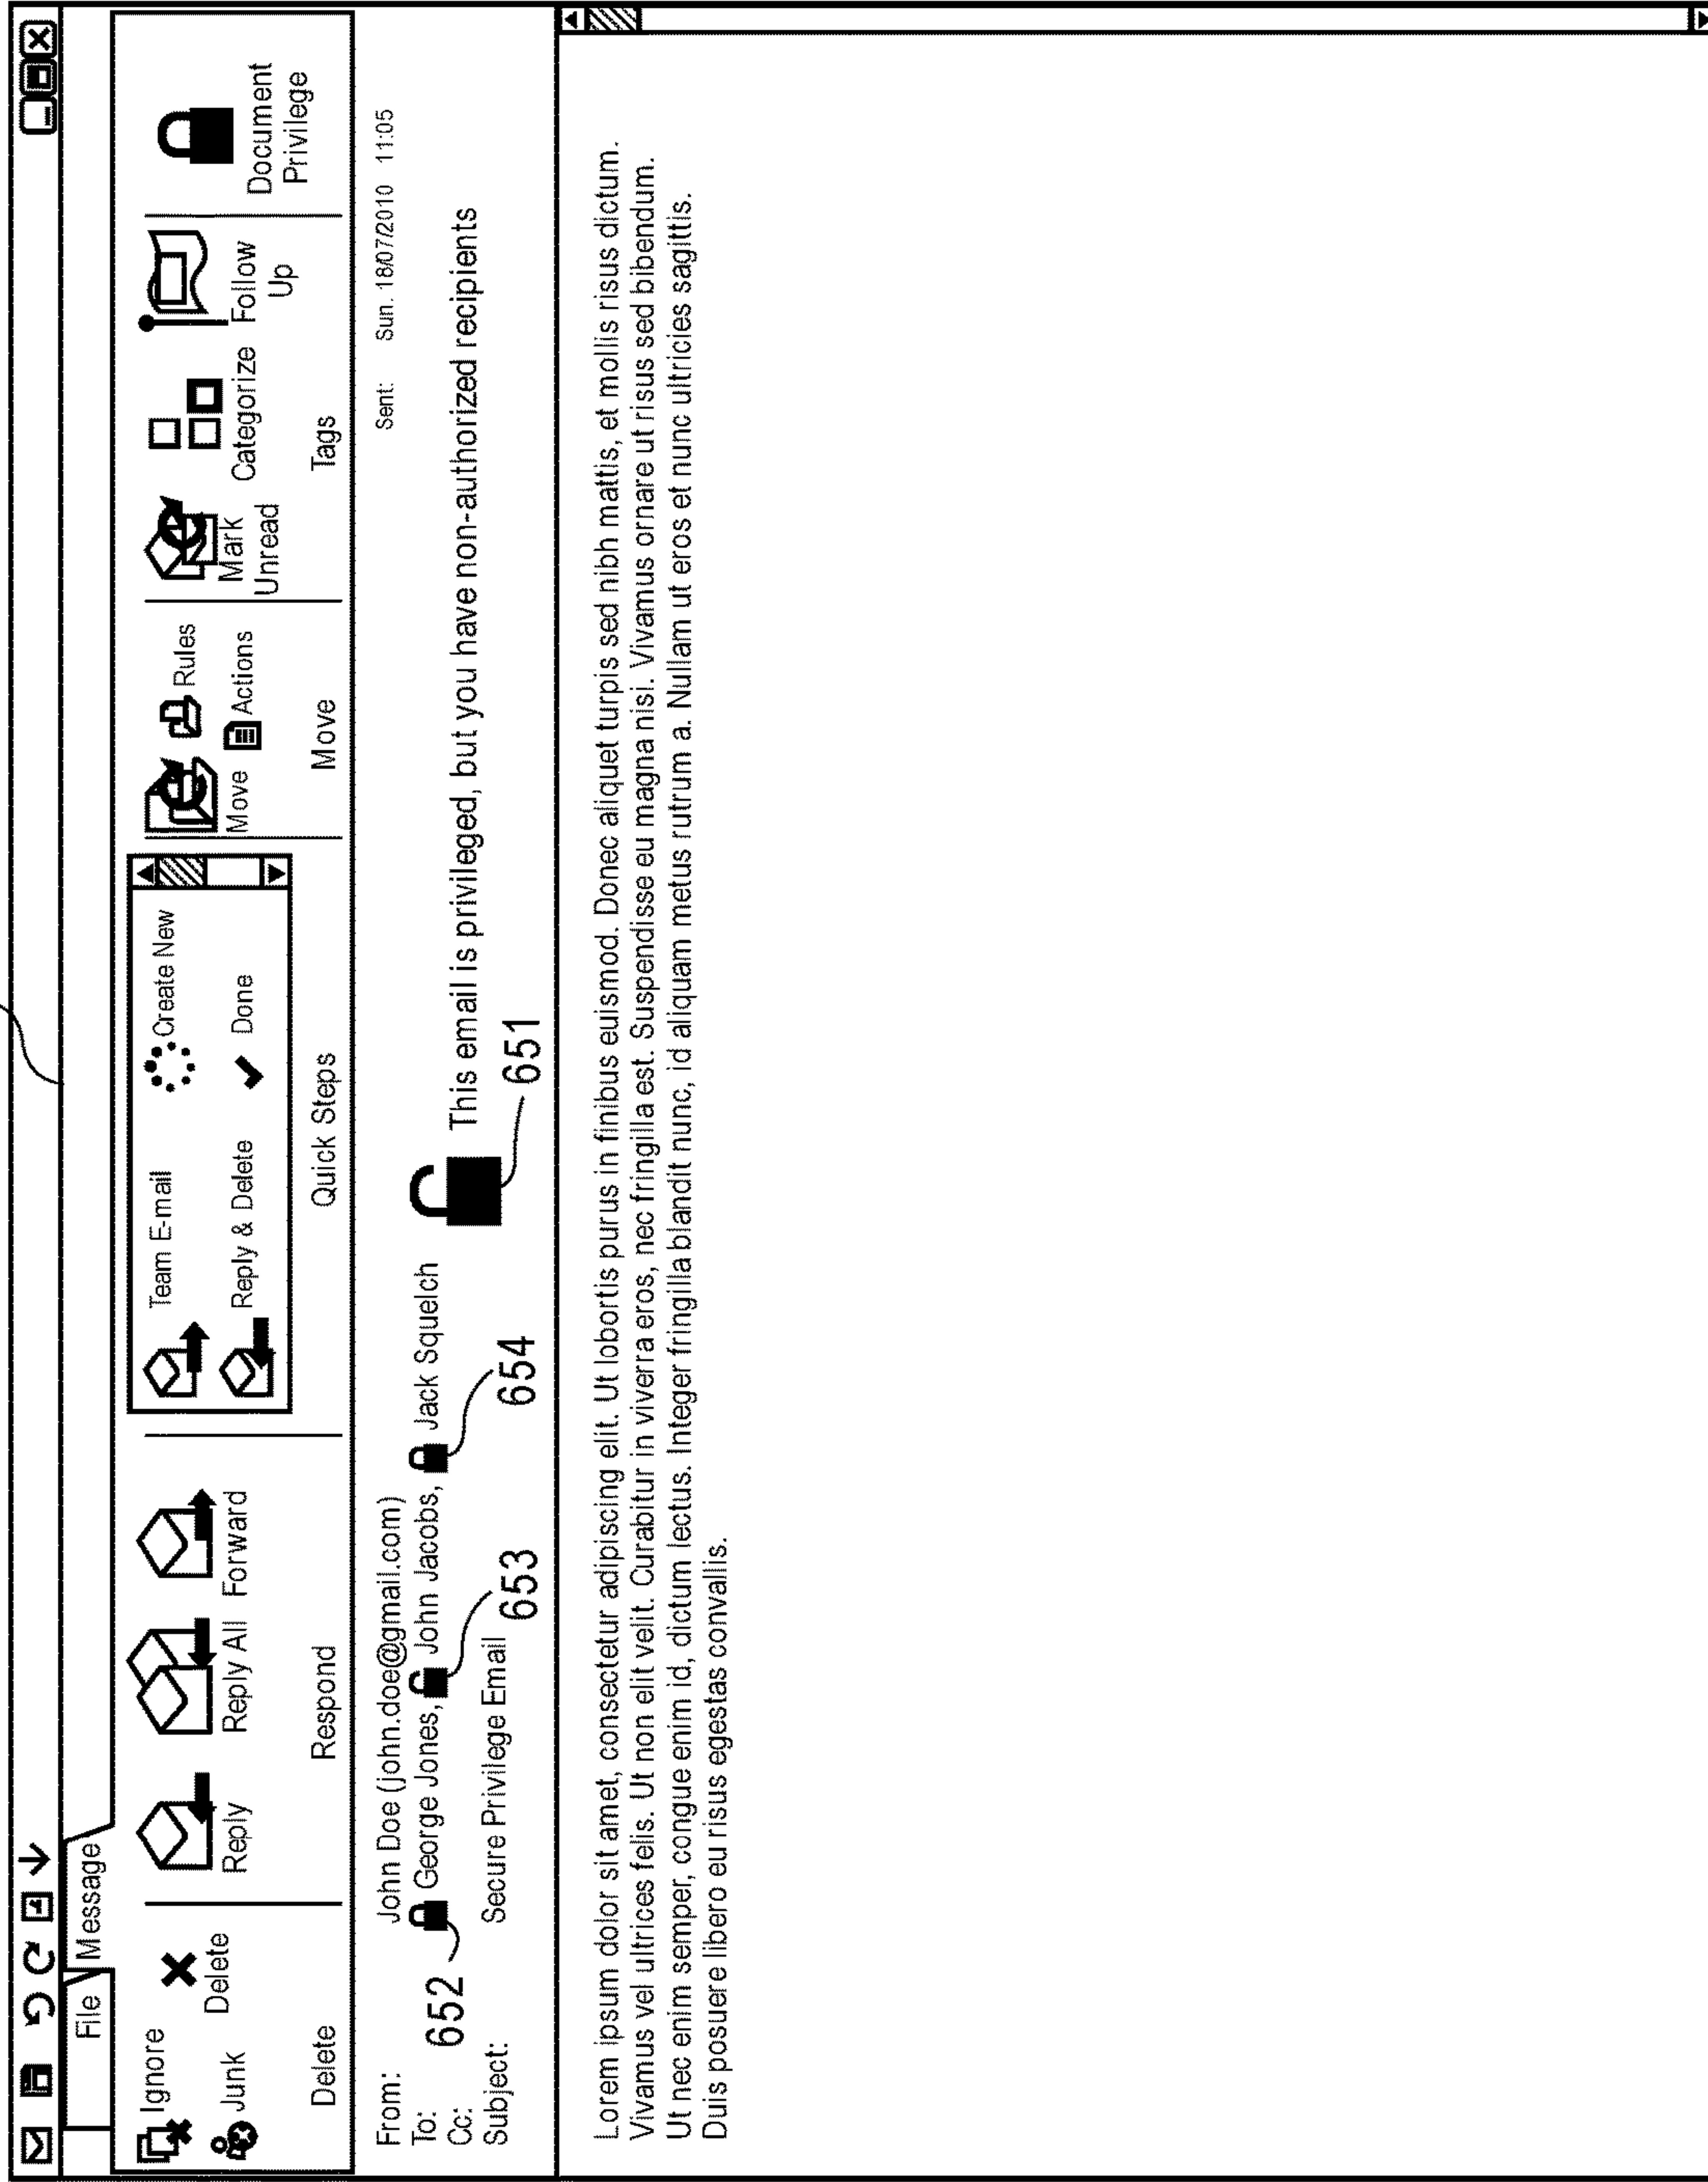 File
Message
Ignore
Junk
Delete
Delete
Reply
Reply All
Forward
Respond
Team E-mail
Create New
Reply & Delete
Done
Quick Steps
Move
Rules
Actions
Move
Mark
Unread
Categorize
Follow
Up
Tags
Document
Privilege
From: John Doe (john.doe@gmail.com)
Sent: Sun. 18/07/2010 11:05
To: George Jones, John Jacobs, Jack Squelch
Cc:
Subject: Secure Privilege Email
This email is privileged, but you have non-authorized recipients
652
653
654
651
Lorem ipsum dolor sit amet, consectetur adipiscing elit. Ut lobortis purus in finibus euismod. Donec aliquet turpis sed nibh mattis, et mollis risus dictum.
Vivamus vel ultrices felis. Ut non elit velit. Curabitur in viverra eros, nec fringilla est. Suspendisse eu magna nisi. Vivamus ornare ut risus sed bibendum.
Ut nec enim semper, congue enim id, dictum lectus. Integer fringilla blandit nunc, id aliquam metus rutrum a. Nullam ut eros et nunc ultricies sagittis.
Duis posuere libero eu risus egestas convallis.